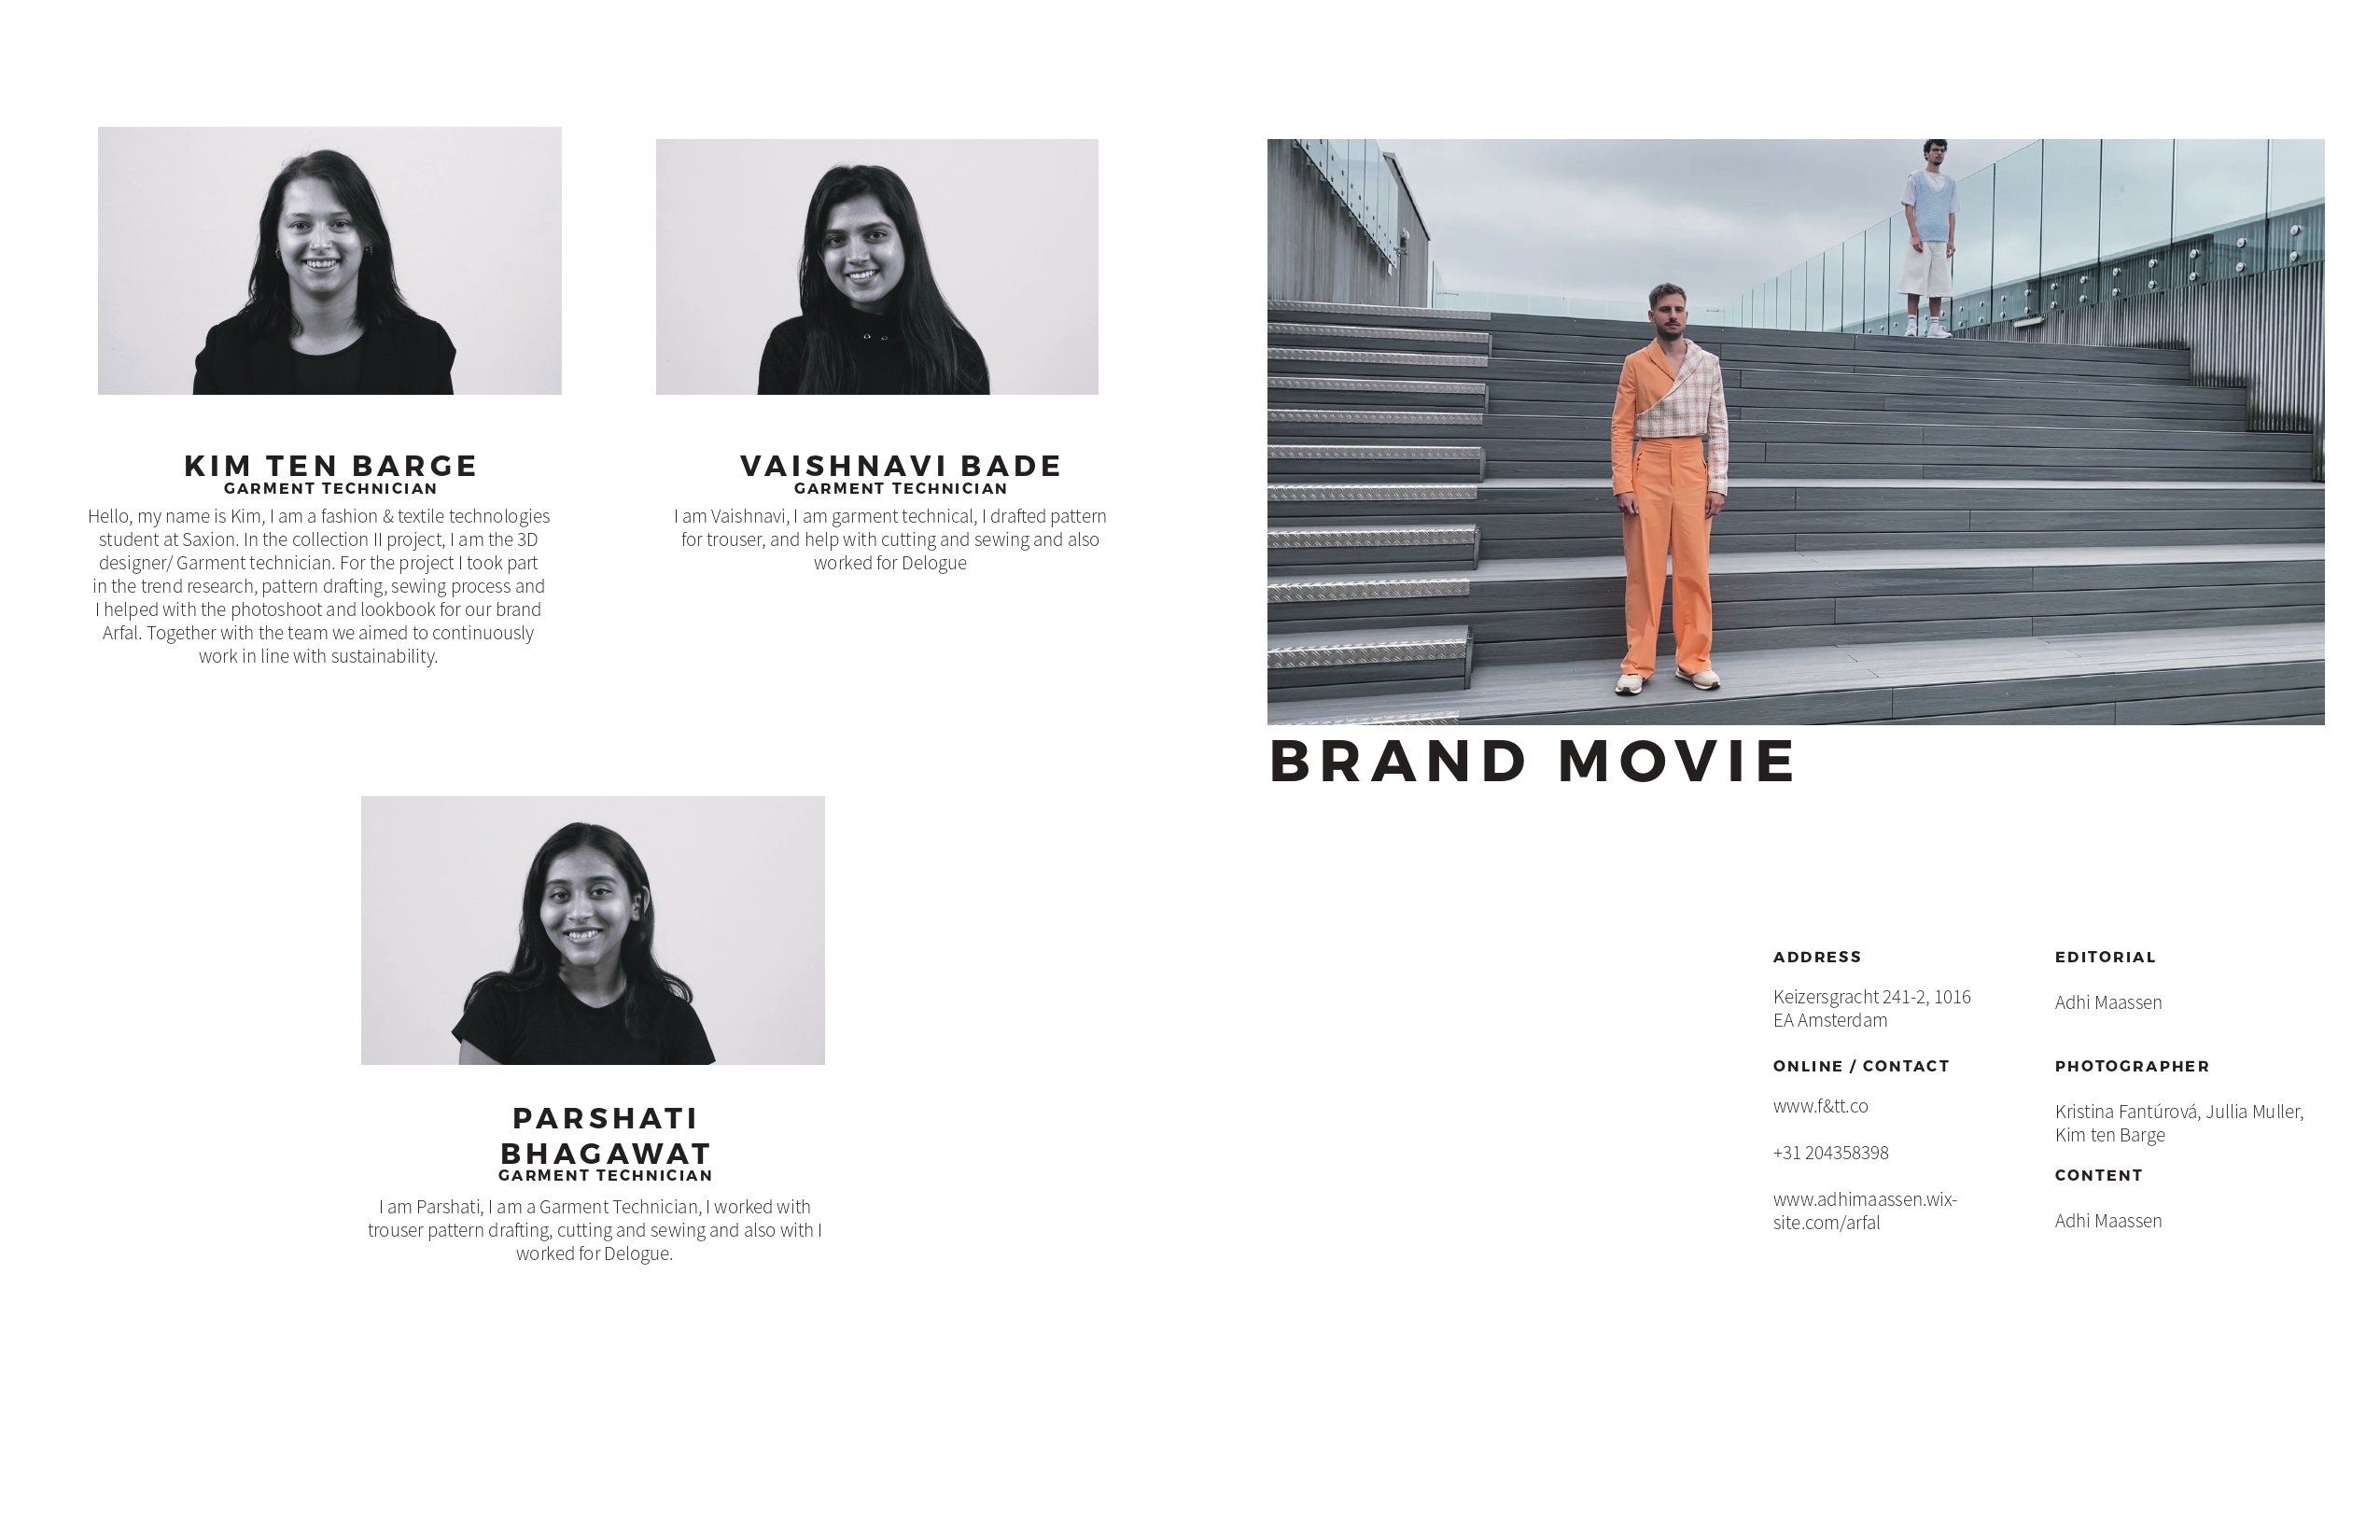 KIM TEN BARGE
GARMENT TECHNICIAN
Hello, my name is Kim, I am a fashion & textile technologies
student at Saxion. In the collection II project, I am the 3D
designer/ Garment technician. For the project I took part
in the trend research, pattern drafting, sewing process and
I helped with the photoshoot and lookbook for our brand
Arfal. Together with the team we aimed to continuously
work in line with sustainability.
VAISHNAVI BADE
GARMENT TECHNICIAN
I am Vaishnavi, I am garment technical, I drafted pattern
for trouser, and help with cutting and sewing and also
worked for Delogue
PARSHATI
BHAGAWAT
GARMENT TECHNICIAN
I am Parshati, I am a Garment Technician, I worked with
trouser pattern drafting, cutting and sewing and also with I
worked for Delogue.
BRAND MOVIE
ADDRESS
Keizersgracht 241-2, 1016
EA Amsterdam
ONLINE / CONTACT
www.f&tt.co
+31 204358398
www.adhimaassen.wix-
site.com/arfal
EDITORIAL
Adhi Maassen
PHOTOGRAPHER
Kristina Fantúrová, Jullia Muller,
Kim ten Barge
CONTENT
Adhi Maassen